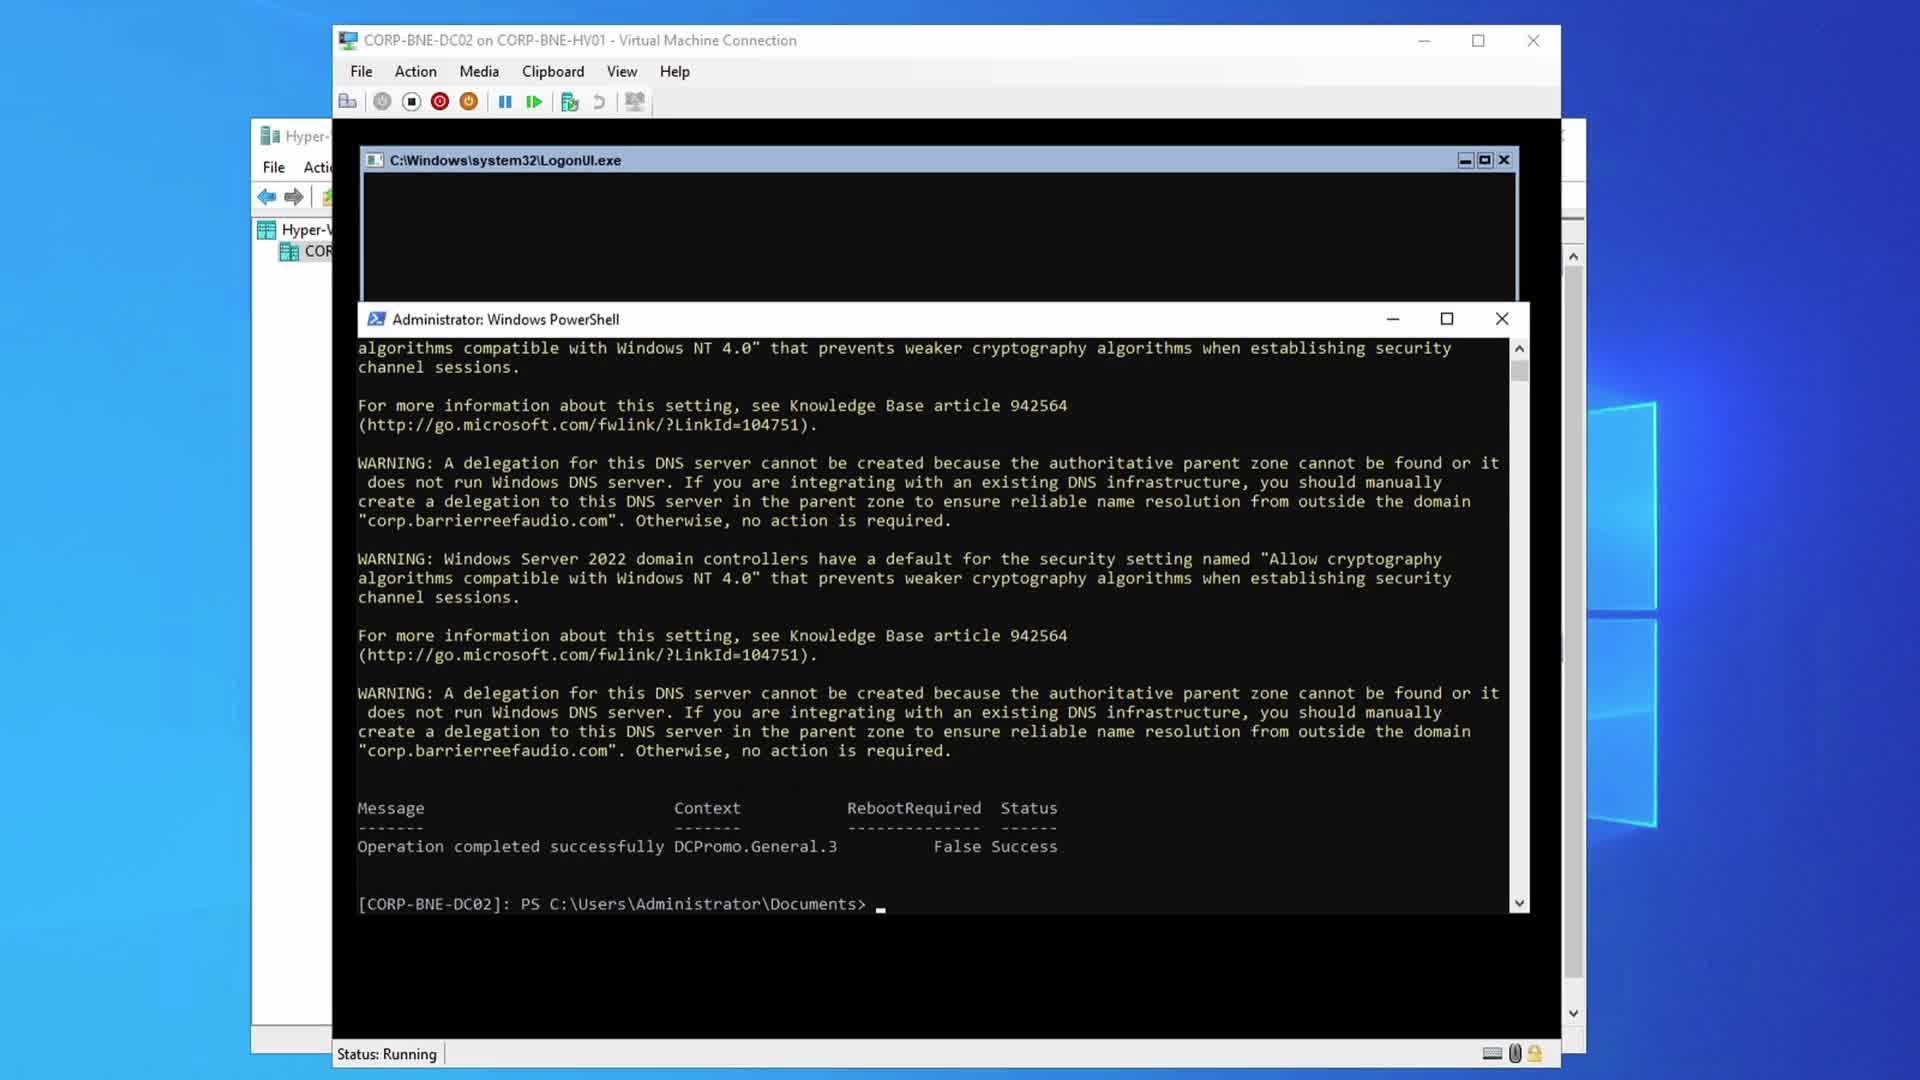 CORP-BNE-DC02 on CORP-BNE-HV01 - Virtual Machine Connection
File Action Media Clipboard View Help
Hyper-
File Acti
Hyper-V
COR
C:\Windows\system32\LogonUI.exe
Administrator: Windows PowerShell
algorithms compatible with Windows NT 4.0" that prevents weaker cryptography algorithms when establishing security
channel sessions.
For more information about this setting, see Knowledge Base article 942564
(http://go.microsoft.com/fwlink/?LinkId=104751).
WARNING: A delegation for this DNS server cannot be created because the authoritative parent zone cannot be found or it
does not run Windows DNS server. If you are integrating with an existing DNS infrastructure, you should manually
create a delegation to this DNS server in the parent zone to ensure reliable name resolution from outside the domain
"corp.barrierreefaudio.com". Otherwise, no action is required.
WARNING: Windows Server 2022 domain controllers have a default for the security setting named "Allow cryptography
algorithms compatible with Windows NT 4.0" that prevents weaker cryptography algorithms when establishing security
channel sessions.
For more information about this setting, see Knowledge Base article 942564
(http://go.microsoft.com/fwlink/?LinkId=104751).
WARNING: A delegation for this DNS server cannot be created because the authoritative parent zone cannot be found or it
does not run Windows DNS server. If you are integrating with an existing DNS infrastructure, you should manually
create a delegation to this DNS server in the parent zone to ensure reliable name resolution from outside the domain
"corp.barrierreefaudio.com". Otherwise, no action is required.
Message Context RebootRequired Status
------- ------- -------------- ------
Operation completed successfully DCPromo.General.3 False Success
[CORP-BNE-DC02]: PS C:\Users\Administrator\Documents>
Status: Running